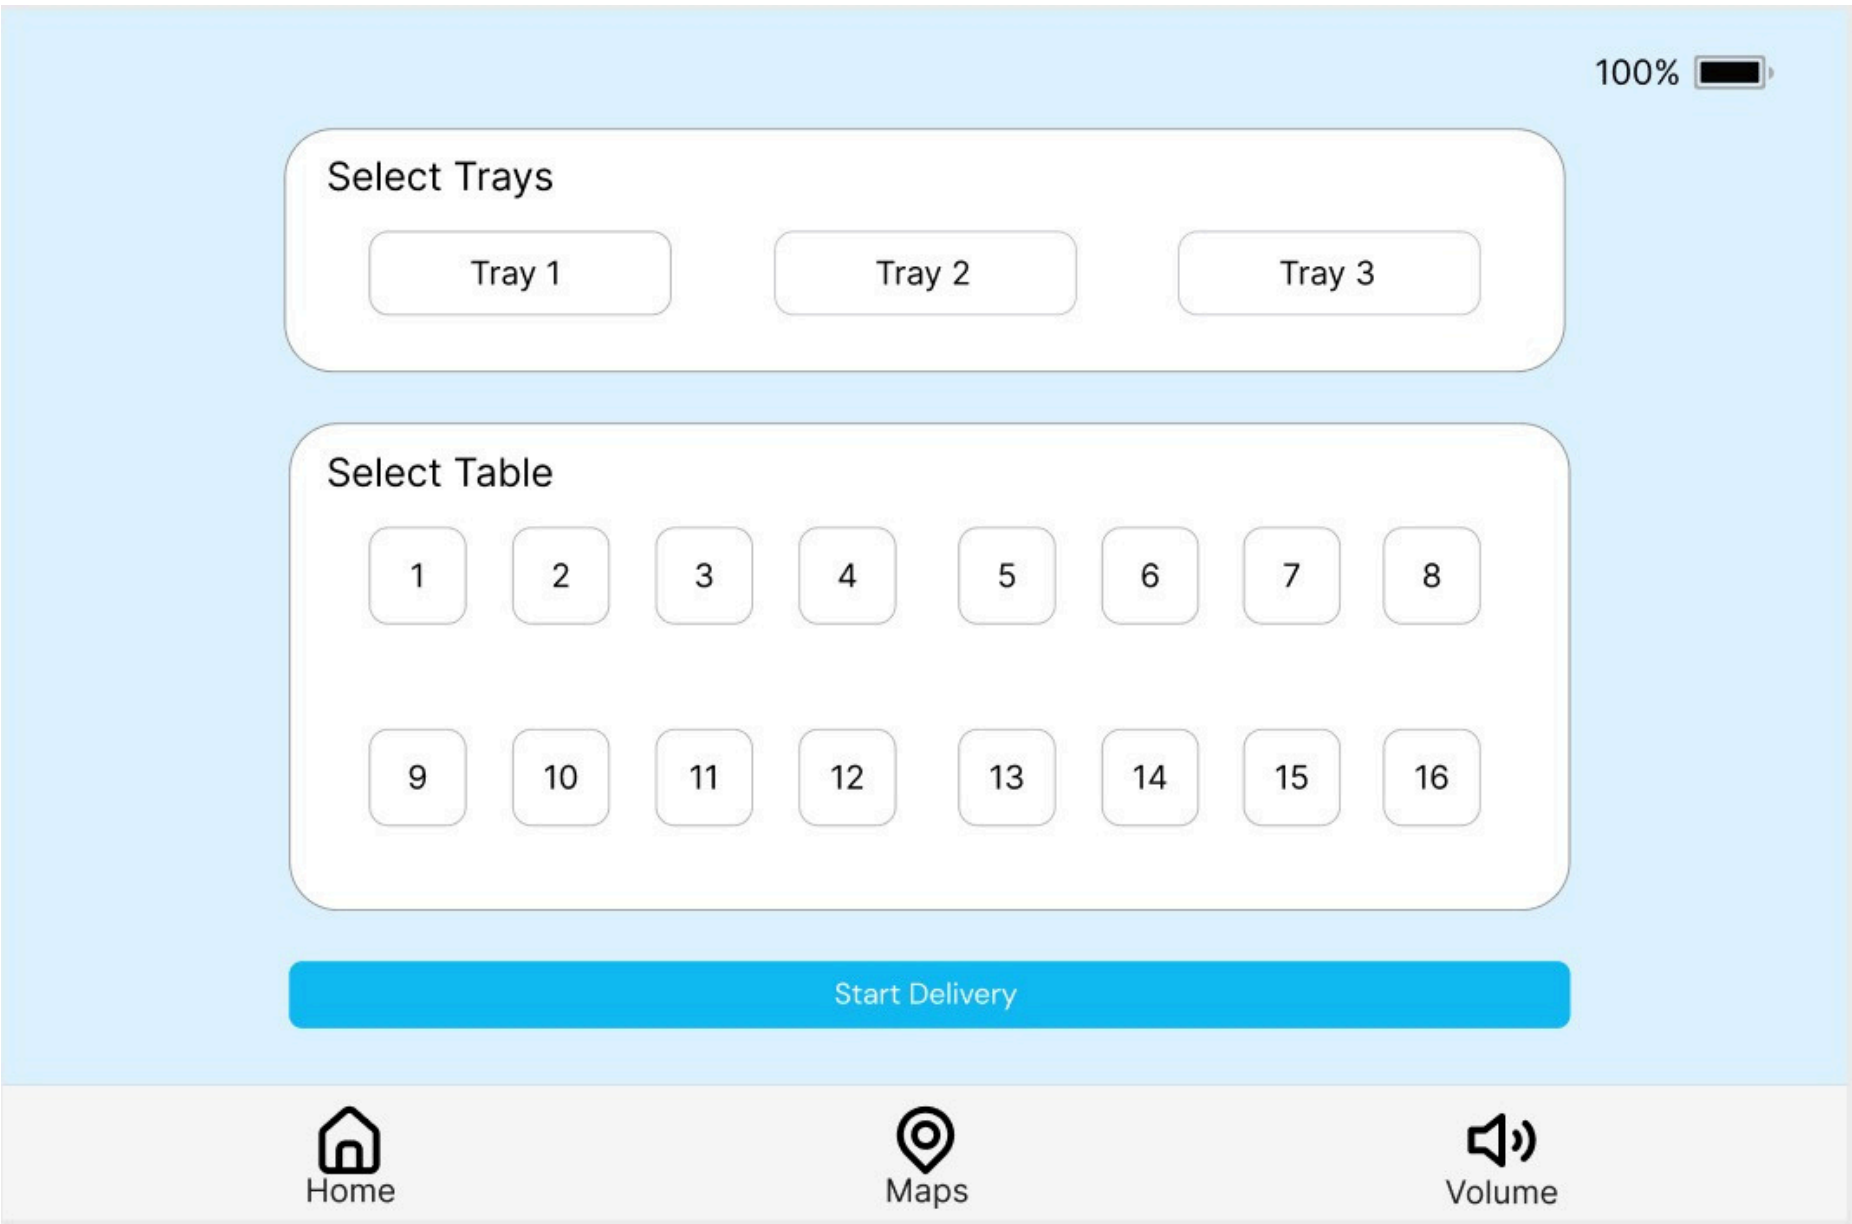 100%
Select Trays
Tray 1 Tray 2 Tray 3
Select Table
1 2 3 4 5 6 7 8
9 10 11 12 13 14 15 16
Start Delivery
Home Maps Volume